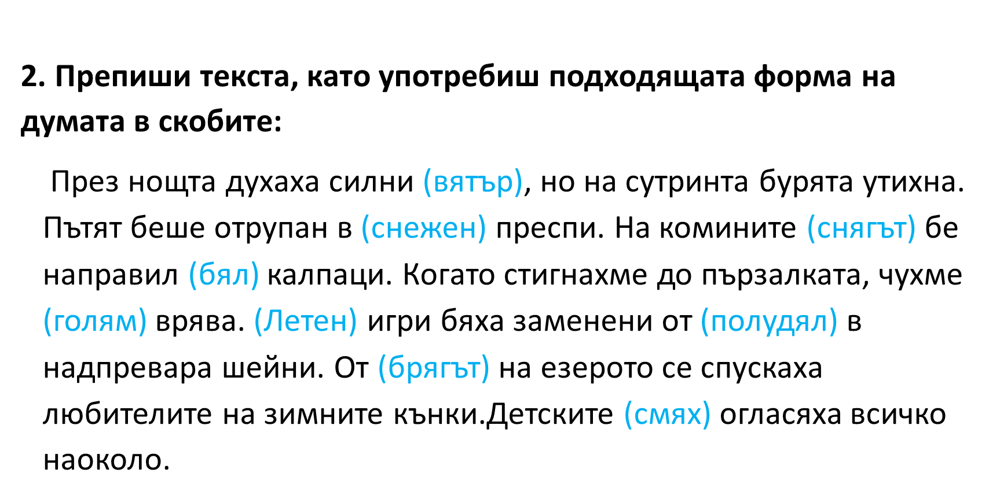 2. Препиши текста, като употребиш подходящата форма на
думата в скобите:
През нощта духаха силни (вятър), но на сутринта бурята утихна.
Пътят беше отрупан в (снежен) преспи. На комините (снягът) бе
направил (бял) калпаци. Когато стигнахме до пързалката, чухме
(голям) врява. (Летен) игри бяха заменени от (полудял) в
надпревара шейни. От (брягът) на езерото се спускаха
любителите на зимните кънки.Детските (смях) огласяха всичко
наоколо.